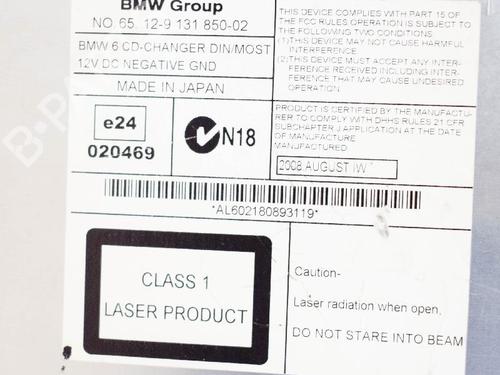 BMW Group
NO. 65. 12-9 131 850-02
BMW 6 CD-CHANGER DIN/MOST
12V DC NEGATIVE GND
MADE IN JAPAN
e24
020469
N18
THIS DEVICE COMPLIES WITH PART 15 OF
THE FCC RULES OPERATION IS SUBJECT TO
THE FOLLOWING TWO CONDITIONS
(1)THIS DEVICE MAY NOT CAUSE HARMFUL
INTERFERENCE.
(2)THIS DEVICE MUST ACCEPT ANY INTER-
FERENCE RECEIVED INCLUDING INTER-
FERENCE THAT MAY CAUSE UNDESIRED
OPERATION.
PRODUCT IS CERTIFIED BY THE MANUFACTU-
RER TO COMPLY WITH DHHS RULES 21 CFR
SUBCHAPTER J APPLICATION AT THE DATE
OF MANUFACTURE
MANUFACTURED
2008.AUGUST IW
*AL602180893119*
CLASS 1
LASER PRODUCT
Caution-
Laser radiation when open,
DO NOT STARE INTO BEAM